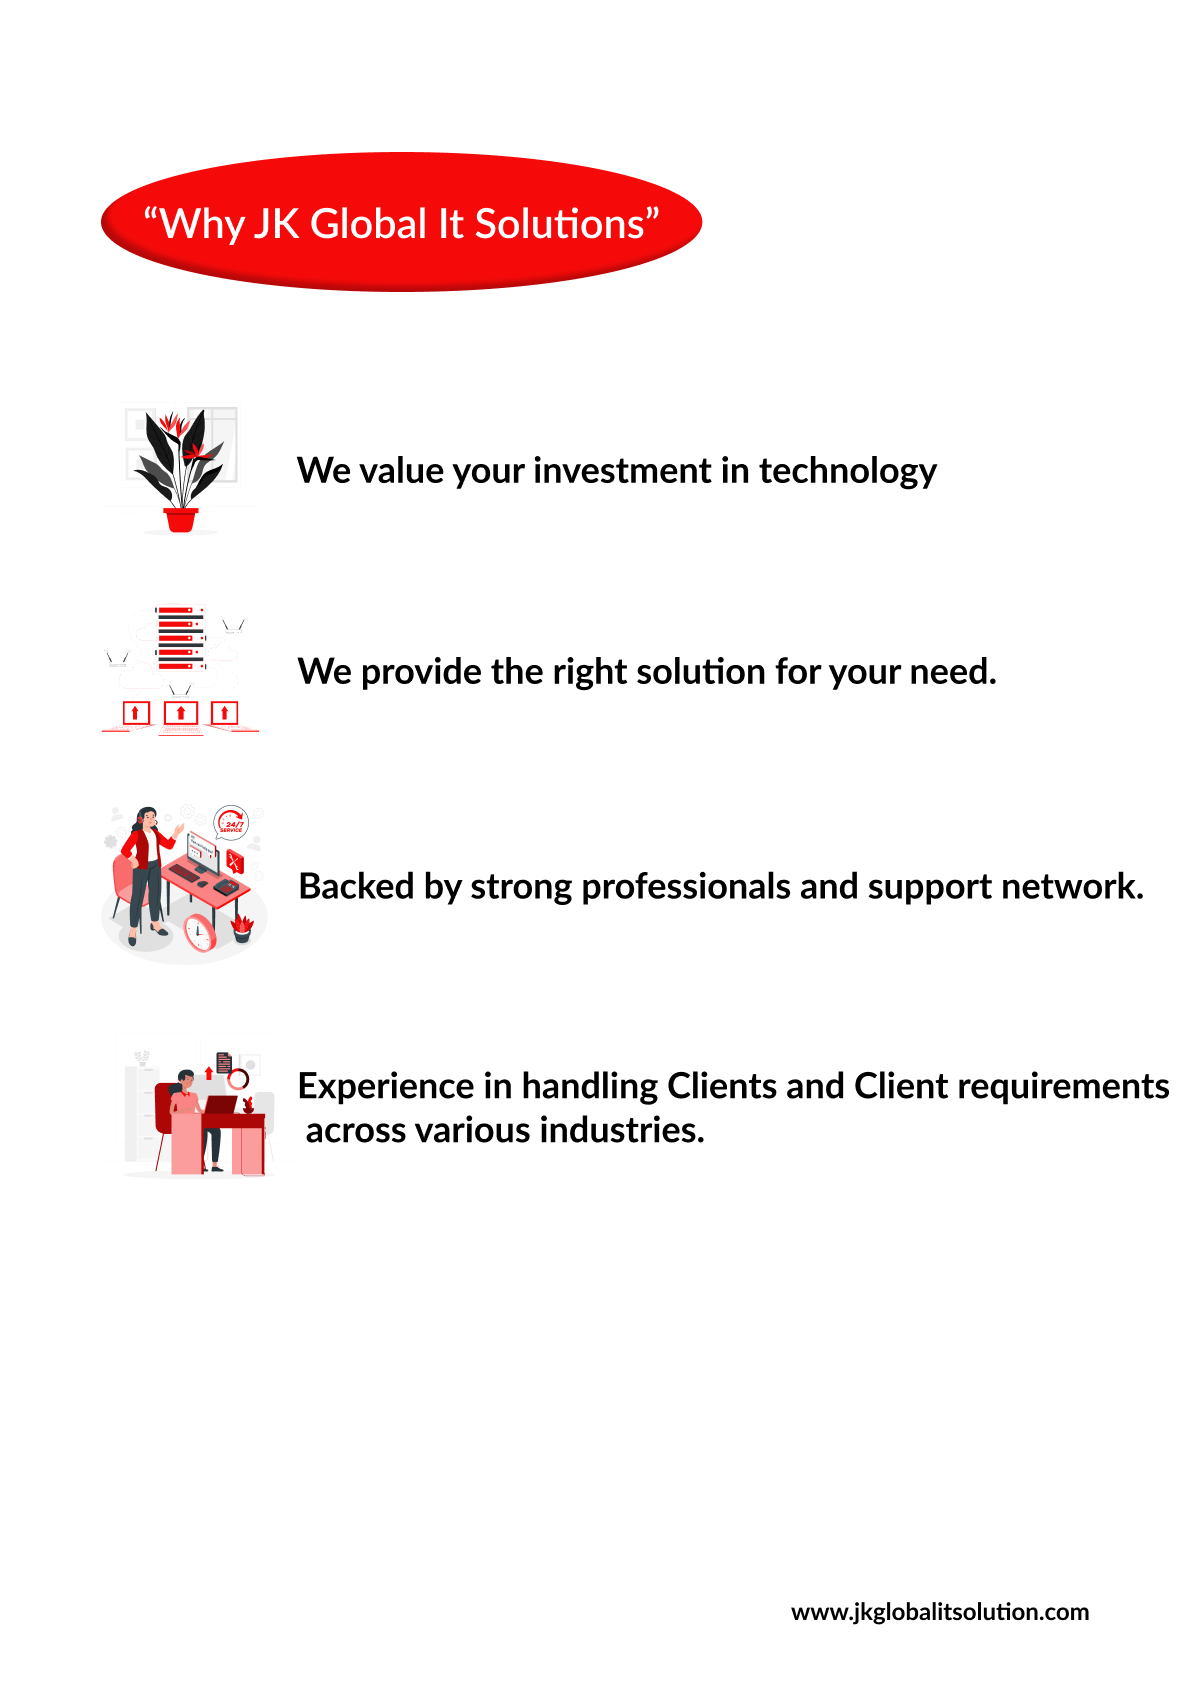 “Why JK Global It Solutions”
We value your investment in technology
We provide the right solution for your need.
24/7
SERVICE
Backed by strong professionals and support network.
Experience in handling Clients and Client requirements
across various industries.
www.jkglobalitsolution.com